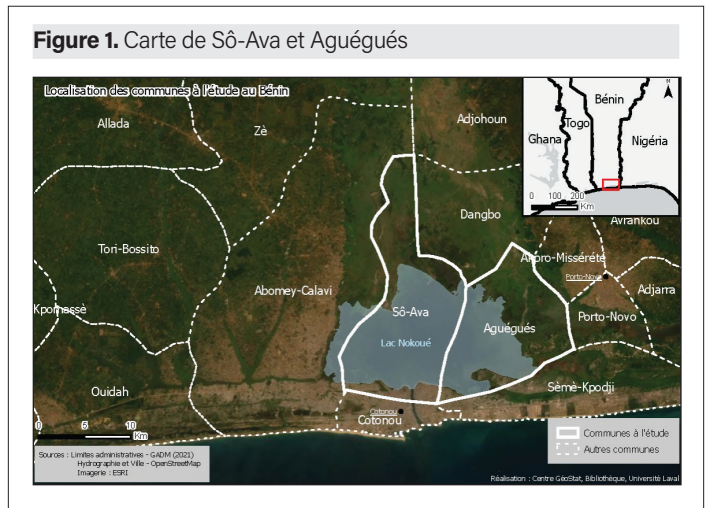 Figure 1. Carte de Sô-Ava et Aguégués
Localisation des communes à l'étude au Bénin
Allada
Zè
Adjohoun
Bénin
Togo
Ghana
Nigéria
N
0 100 200
Km
Dangbo
Avrankou
Tori-Bossito
Akpro-Missérété
Porto-Novo
Adjarra
Kpomassè
Abomey-Calavi
Sô-Ava
Aguégués
Porto-Novo
Lac Nokoué
Ouidah
Sèmè-Kpodji
Cotonou
Cotonou
0 5 10
Km
Communes à l'étude
Autres communes
Sources : Limites administratives - GADM (2021)
Hydrographie et Ville - OpenStreetMap
Imagerie : ESRI
Réalisation : Centre GéoStat, Bibliothèque, Université Laval